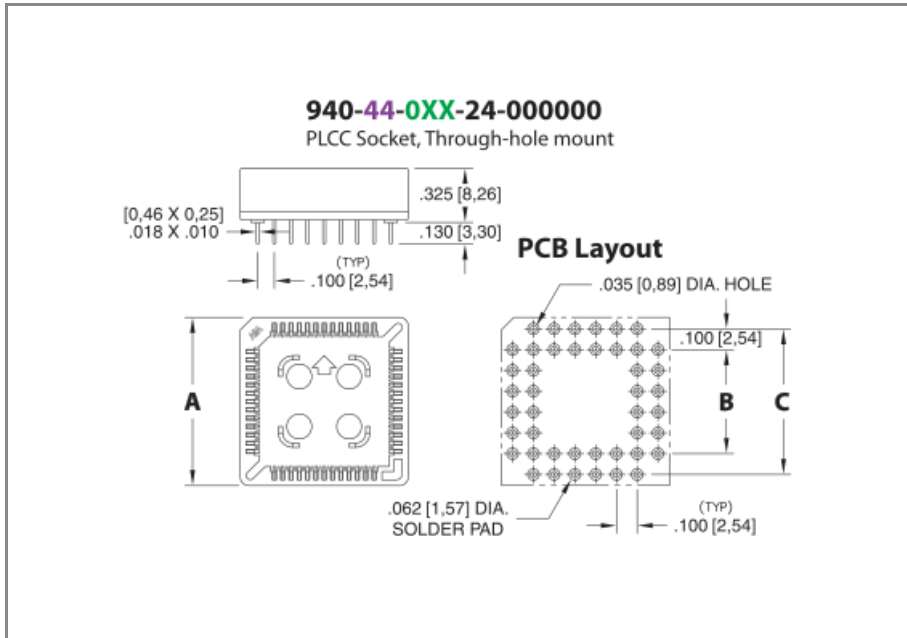 940-44-0XX-24-000000
PLCC Socket, Through-hole mount
.325 [8,26]
[0,46 X 0,25]
.018 X .010
.130 [3,30]
(TYP)
.100 [2,54]
PCB Layout
.035 [0,89] DIA. HOLE
.100 [2,54]
A
B
C
.062 [1,57] DIA.
SOLDER PAD
(TYP)
.100 [2,54]